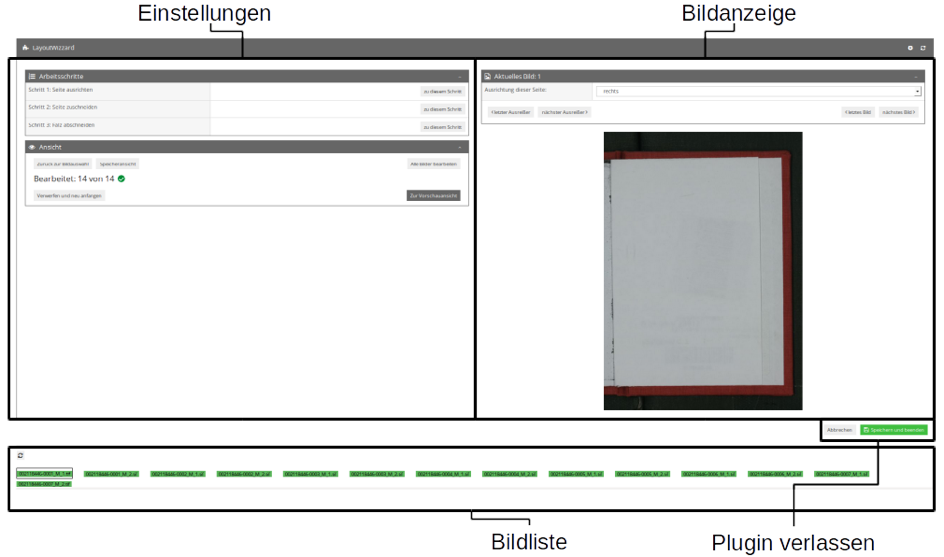 Einstellungen
Bildanzeige
LayoutWizzard
Arbeitsschritte
Schritt 1: Seite ausrichten
zu diesem Schritt
Schritt 2: Seite zuschneiden
zu diesem Schritt
Schritt 3: Falz abschneiden
zu diesem Schritt
Ansicht
Zurück zur Bildauswahl
Speicheransicht
Alle Bilder bearbeiten
Bearbeitet: 14 von 14
Verwerfen und neu anfangen
Zur Vorschauansicht
Aktuelles Bild: 1
Ausrichtung dieser Seite:
rechts
letzter Ausreißer
nächster Ausreißer
letztes Bild
nächstes Bild
Abbrechen
Speichern und beenden
002118446-0001_M_1.tif 002118446-0001_M_2.tif 002118446-0002_M_1.tif 002118446-0002_M_2.tif 002118446-0003_M_1.tif 002118446-0003_M_2.tif 002118446-0004_M_1.tif 002118446-0004_M_2.tif 002118446-0005_M_1.tif 002118446-0005_M_2.tif 002118446-0006_M_1.tif 002118446-0006_M_2.tif 002118446-0007_M_1.tif
002118446-0007_M_2.tif
Bildliste
Plugin verlassen